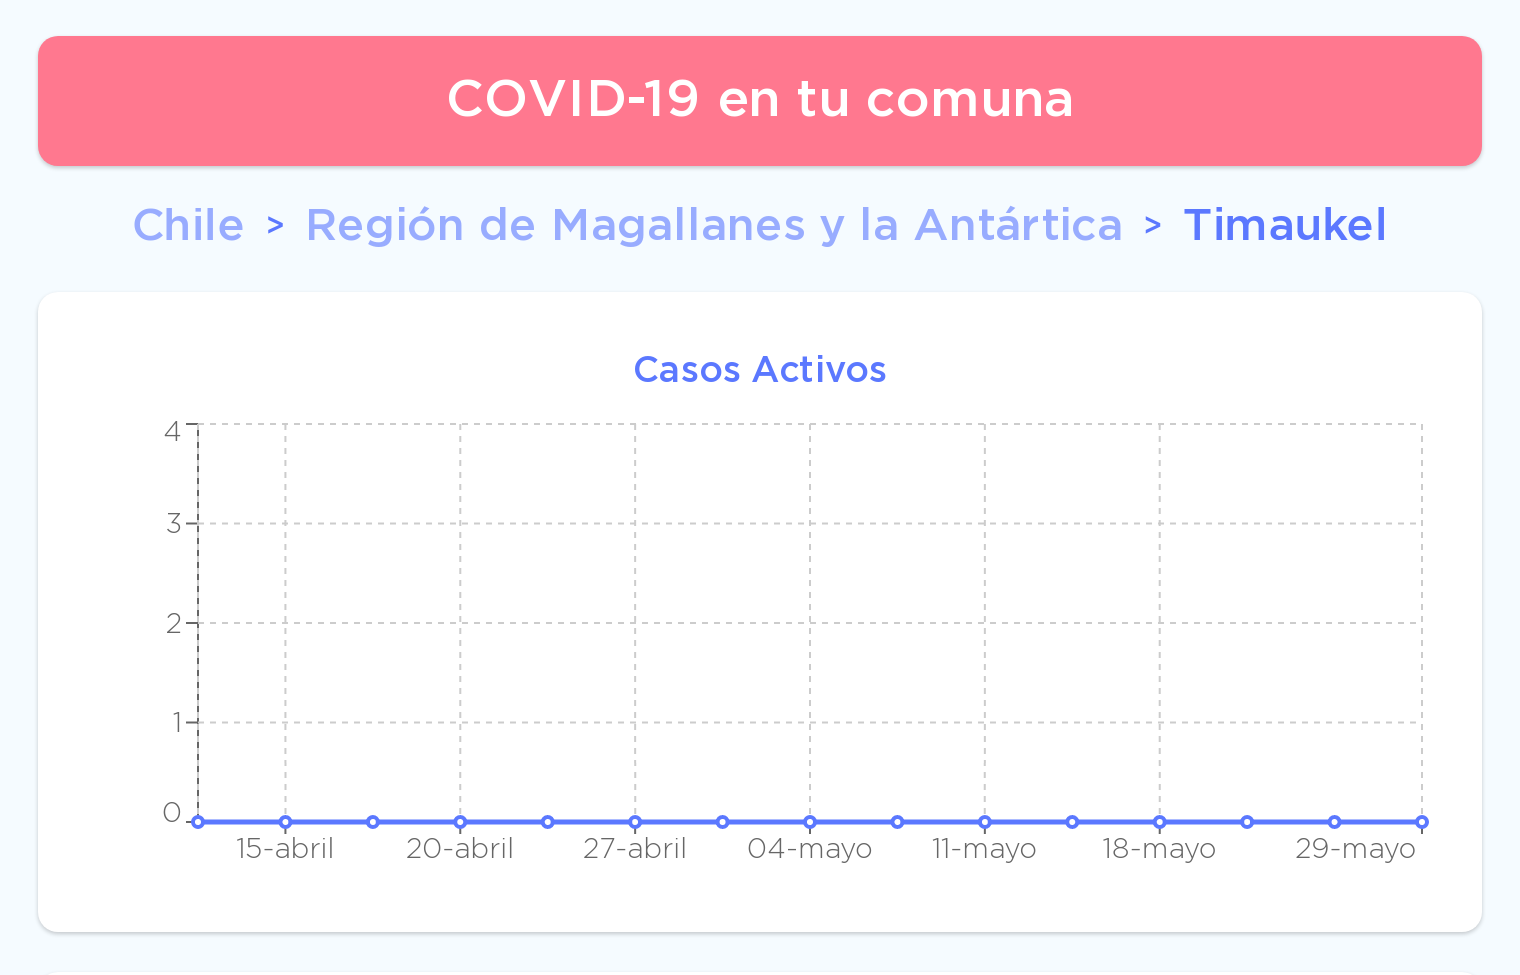 COVID-19 en tu comuna
Chile > Región de Magallanes y la Antártica > Timaukel
Casos Activos
4
3
2
1
0
15-abril 20-abril 27-abril 04-mayo 11-mayo 18-mayo 29-mayo